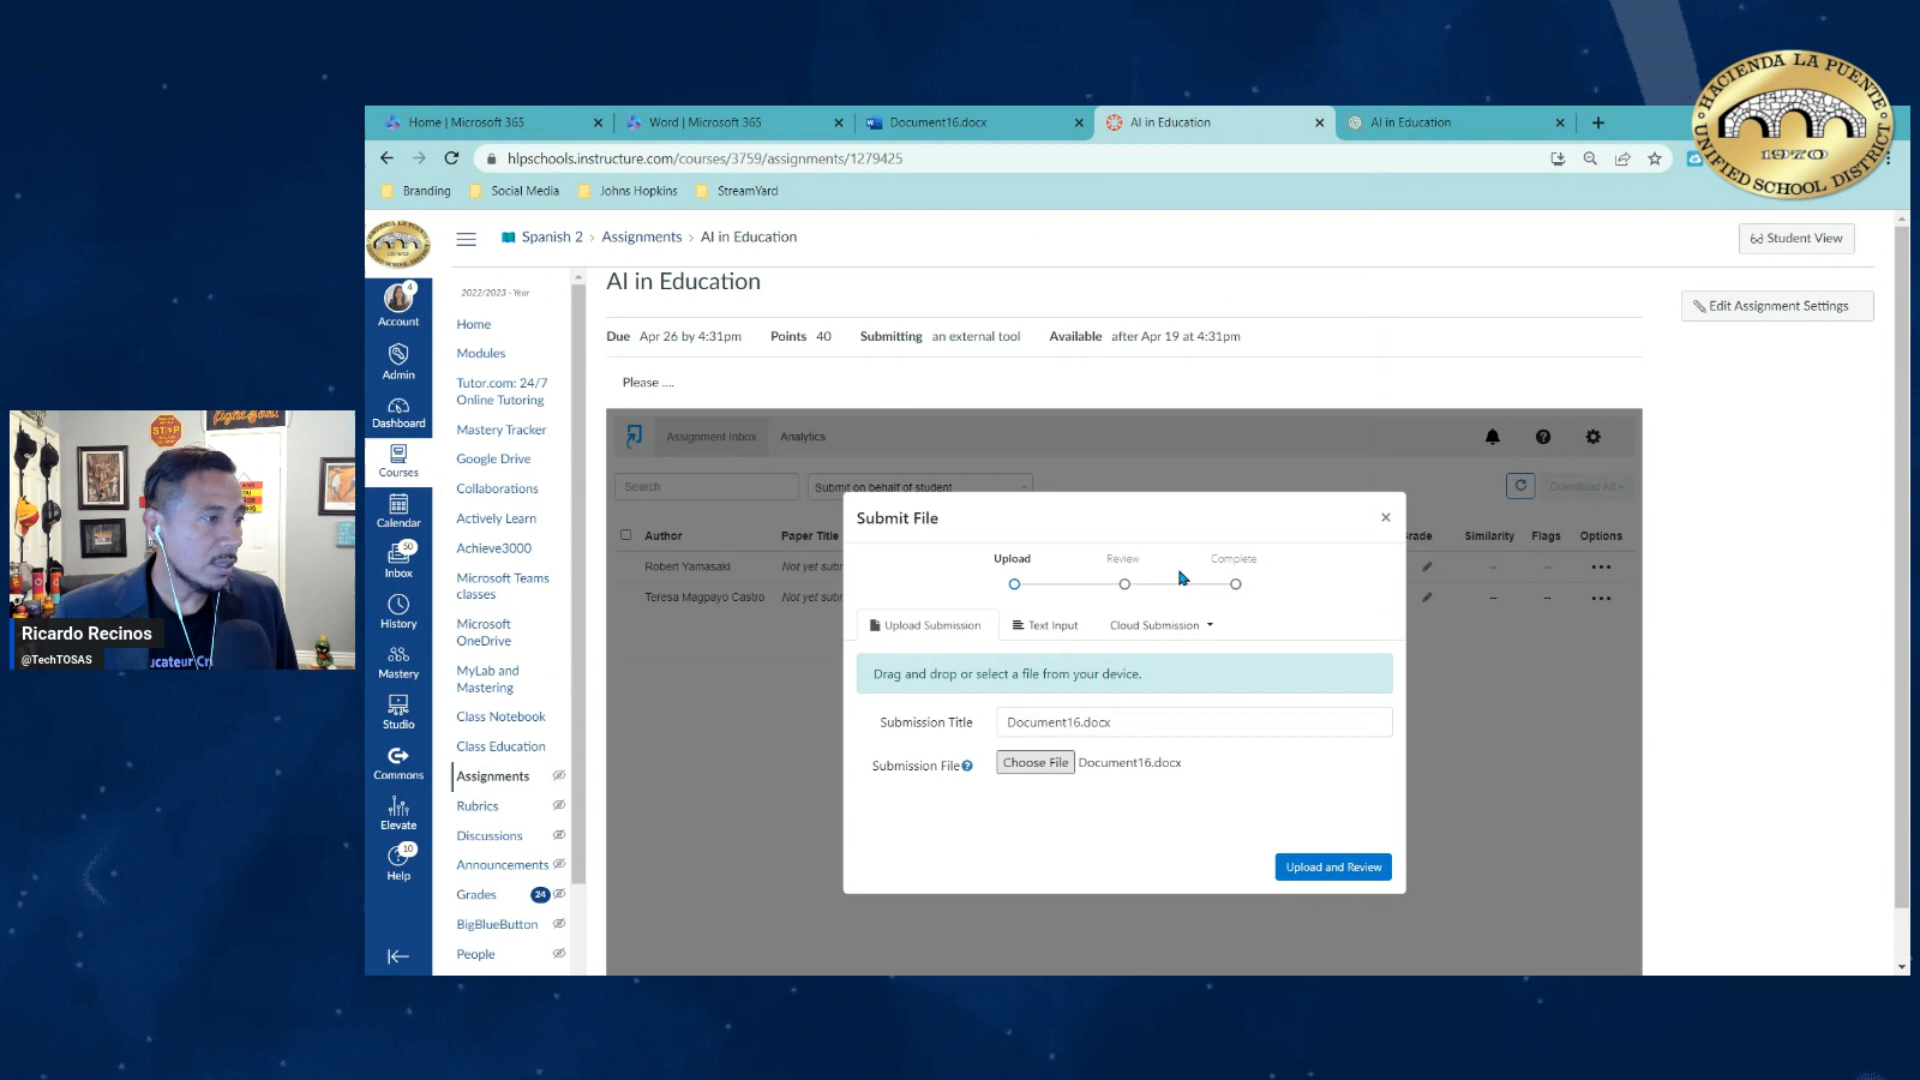 HACIENDA LA PUENTE
1970
UNIFIED SCHOOL DISTRICT
Home | Microsoft 365
Word | Microsoft 365
Document16.docx
AI in Education
AI in Education
hlpschools.instructure.com/courses/3759/assignments/1279425
Branding
Social Media
Johns Hopkins
StreamYard
Spanish 2 › Assignments › AI in Education
Student View
4
Account
Admin
Dashboard
Courses
Calendar
50
Inbox
History
Mastery
Studio
Commons
Elevate
10
Help
2022/2023 - Year
Home
Modules
Tutor.com: 24/7
Online Tutoring
Mastery Tracker
Google Drive
Collaborations
Actively Learn
Achieve3000
Microsoft Teams
classes
Microsoft
OneDrive
MyLab and
Mastering
Class Notebook
Class Education
Assignments
Rubrics
Discussions
Announcements
Grades 24
BigBlueButton
People
AI in Education
Edit Assignment Settings
Due Apr 26 by 4:31pm Points 40 Submitting an external tool Available after Apr 19 at 4:31pm
Please ....
Assignment Inbox Analytics
Search
Submit on behalf of student
Download All
Author Paper Title rade Similarity Flags Options
Robert Yamasaki Not yet subr -- -- •••
Teresa Magpayo Castro Not yet subr -- -- •••
Submit File
×
Upload Review Complete
Upload Submission
Text Input
Cloud Submission
Drag and drop or select a file from your device.
Submission Title Document16.docx
Submission File Choose File Document16.docx
Upload and Review
STOP
Ricardo Recinos
@TechTOSAS